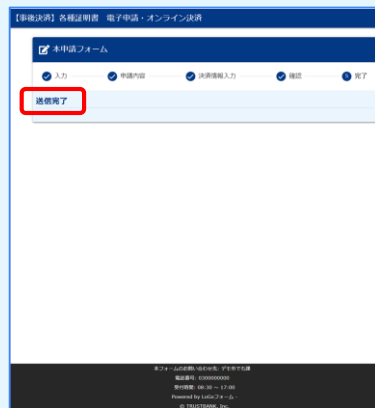 【事後決済】各種証明書 電子申請・オンライン決済
本申請フォーム
入力 申請内容 決済情報入力 確認 5 完了
送信完了
本フォームのお問い合わせ先: デモ市でも課
電話番号: 0300000000
受付時間: 08:30 ～ 17:00
Powered by LoGoフォーム -
© TRUSTBANK, Inc.